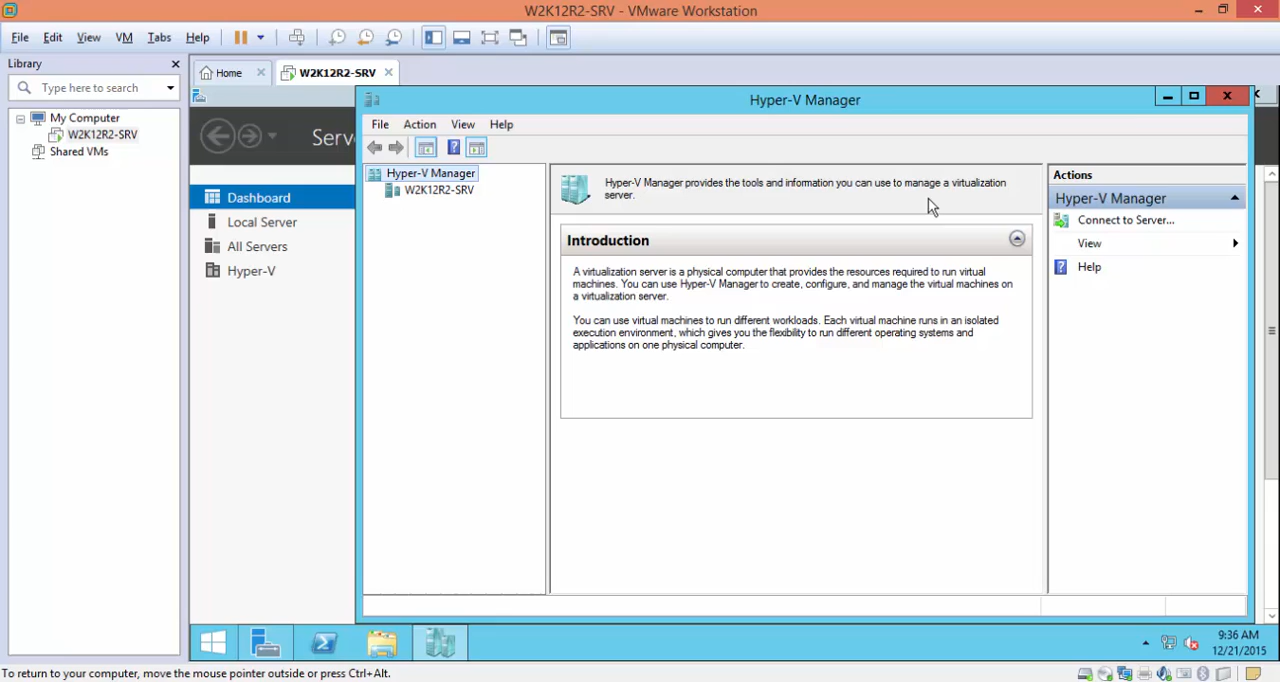 W2K12R2-SRV - VMware Workstation
File Edit View VM Tabs Help
Library
Type here to search
My Computer
W2K12R2-SRV
Shared VMs
Home
W2K12R2-SRV
Serv
Dashboard
Local Server
All Servers
Hyper-V
Hyper-V Manager
File Action View Help
Hyper-V Manager
W2K12R2-SRV
Hyper-V Manager provides the tools and information you can use to manage a virtualization
server.
Introduction
A virtualization server is a physical computer that provides the resources required to run virtual
machines. You can use Hyper-V Manager to create, configure, and manage the virtual machines on
a virtualization server.
You can use virtual machines to run different workloads. Each virtual machine runs in an isolated
execution environment, which gives you the flexibility to run different operating systems and
applications on one physical computer.
Actions
Hyper-V Manager
Connect to Server...
View
Help
9:36 AM
12/21/2015
To return to your computer, move the mouse pointer outside or press Ctrl+Alt.